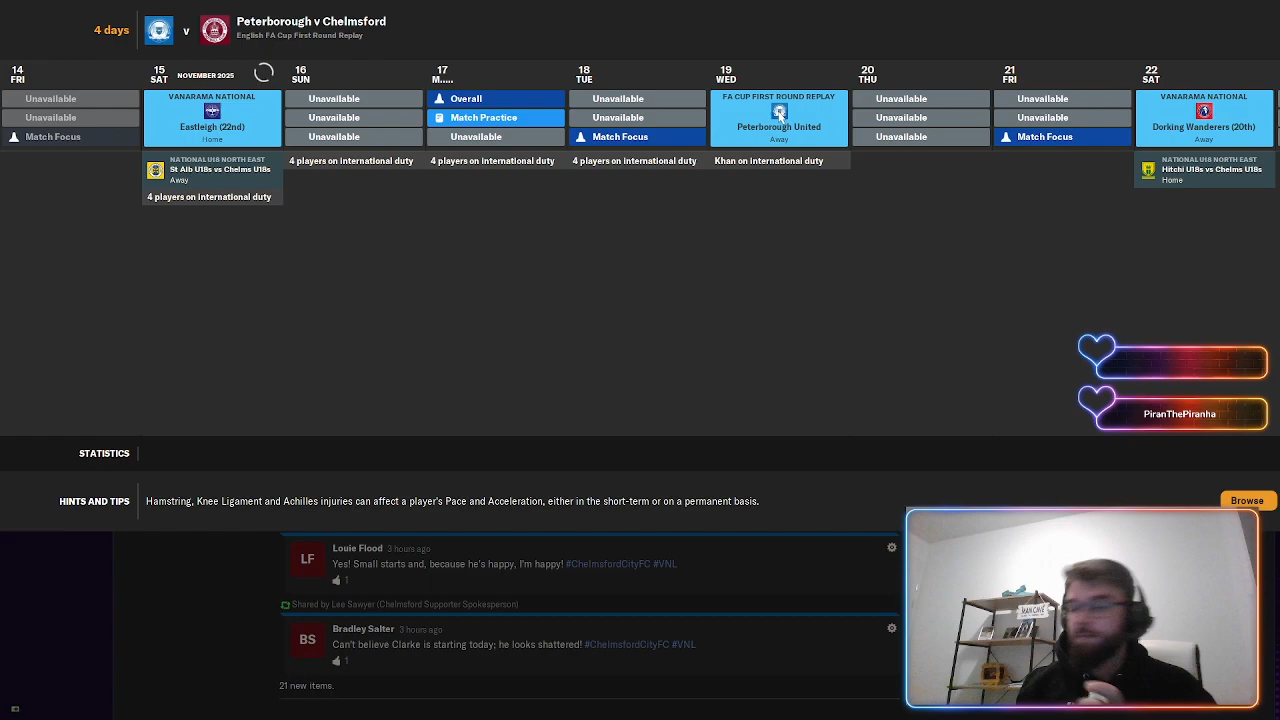 4 days
v
Peterborough v Chelmsford
English FA Cup First Round Replay
14
FRI
15
SAT
NOVEMBER 2025
16
SUN
17
M.....
18
TUE
19
WED
20
THU
21
FRI
22
SAT
Unavailable
Unavailable
Match Focus
VANARAMA NATIONAL
Eastleigh (22nd)
Home
Unavailable
Unavailable
Unavailable
Overall
Match Practice
Unavailable
Unavailable
Unavailable
Match Focus
FA CUP FIRST ROUND REPLAY
Peterborough United
Away
Unavailable
Unavailable
Unavailable
Unavailable
Unavailable
Match Focus
VANARAMA NATIONAL
Dorking Wanderers (20th)
Away
NATIONAL U18 NORTH EAST
St Alb U18s vs Chelms U18s
Away
4 players on international duty
4 players on international duty
4 players on international duty
4 players on international duty
Khan on international duty
NATIONAL U18 NORTH EAST
Hitchi U18s vs Chelms U18s
Home
PiranThePiranha
STATISTICS
HINTS AND TIPS
Hamstring, Knee Ligament and Achilles injuries can affect a player's Pace and Acceleration, either in the short-term or on a permanent basis.
Browse
LF
Louie Flood
3 hours ago
Yes! Small starts and, because he's happy, I'm happy! #ChelmsfordCityFC #VNL
1
Shared by Lee Sawyer (Chelmsford Supporter Spokesperson)
BS
Bradley Salter
3 hours ago
Can't believe Clarke is starting today; he looks shattered! #ChelmsfordCityFC #VNL
1
21 new items.
MAN CAVE